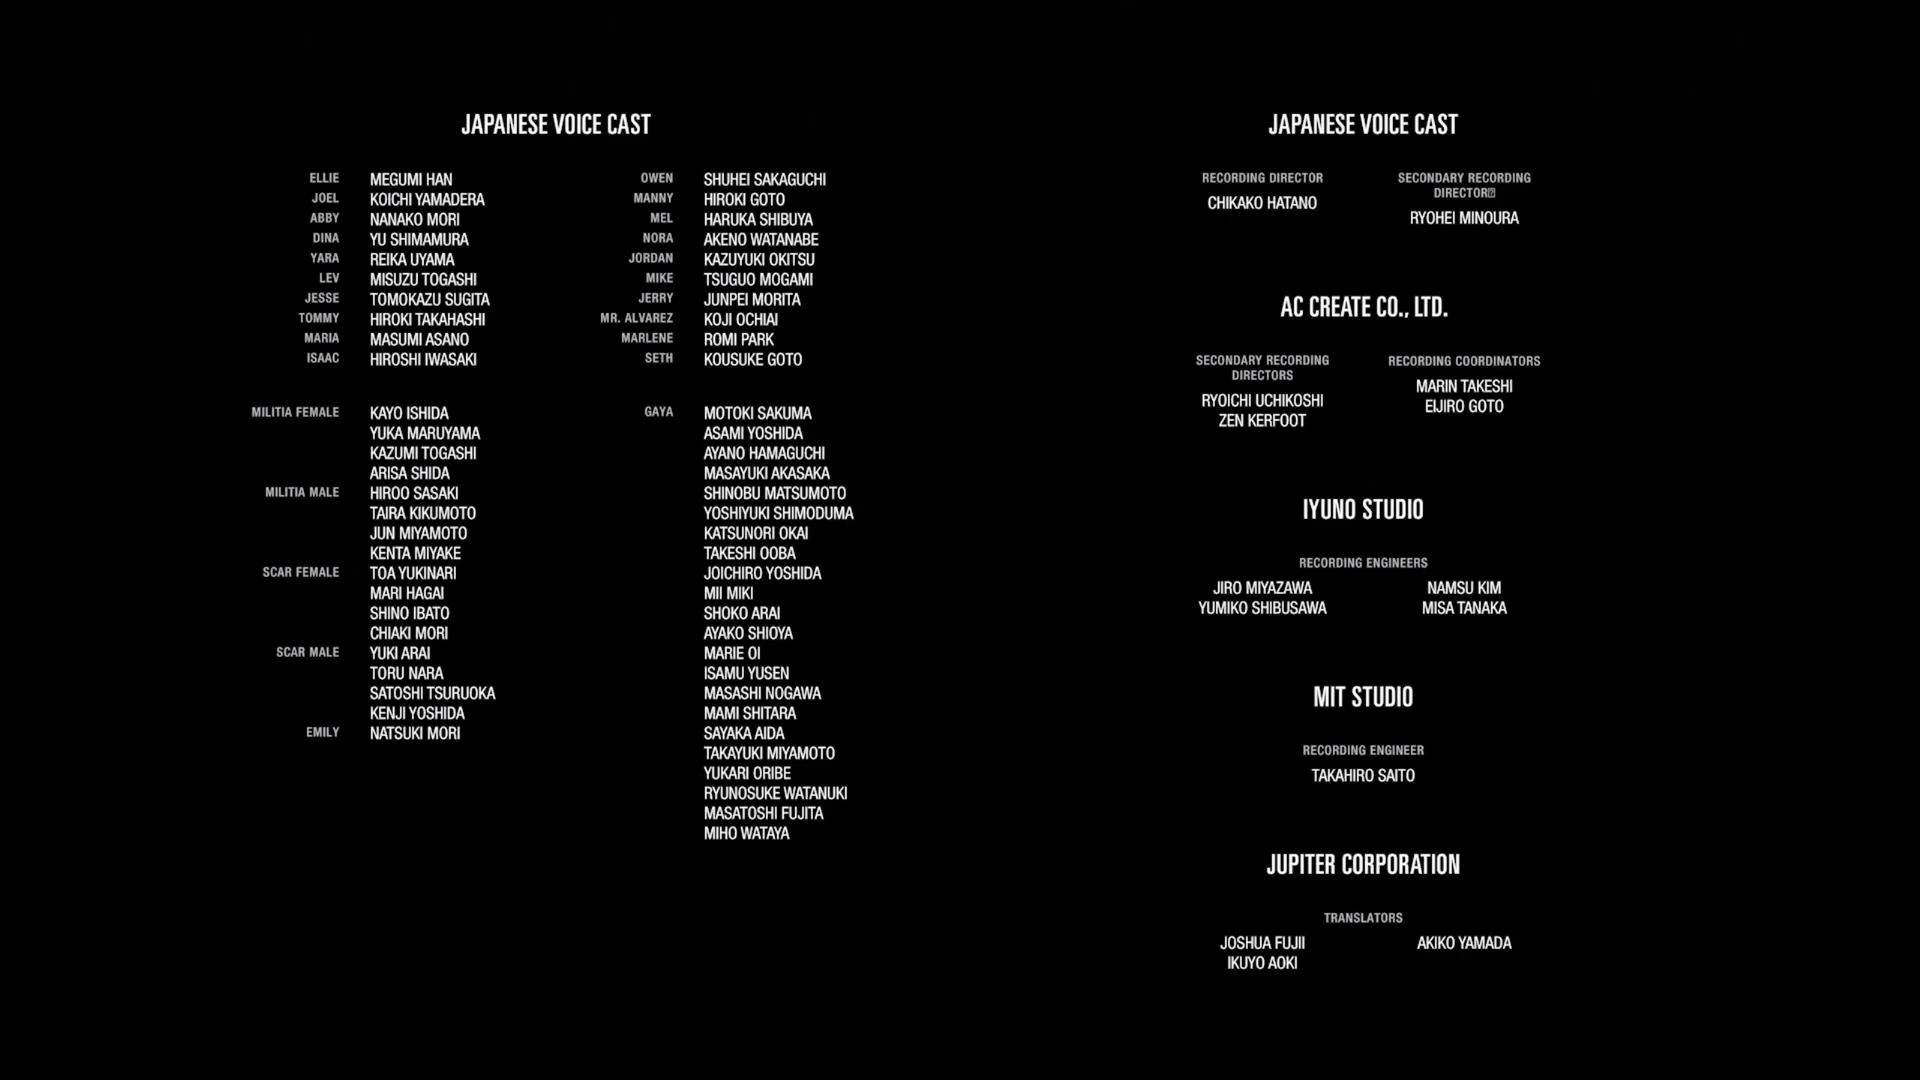 JAPANESE VOICE CAST
ELLIE MEGUMI HAN
JOEL KOICHI YAMADERA
ABBY NANAKO MORI
DINA YU SHIMAMURA
YARA REIKA UYAMA
LEV MISUZU TOGASHI
JESSE TOMOKAZU SUGITA
TOMMY HIROKI TAKAHASHI
MARIA MASUMI ASANO
ISAAC HIROSHI IWASAKI
OWEN SHUHEI SAKAGUCHI
MANNY HIROKI GOTO
MEL HARUKA SHIBUYA
NORA AKENO WATANABE
JORDAN KAZUYUKI OKITSU
MIKE TSUGUO MOGAMI
JERRY JUNPEI MORITA
MR. ALVAREZ KOJI OCHIAI
MARLENE ROMI PARK
SETH KOUSUKE GOTO
MILITIA FEMALE KAYO ISHIDA
YUKA MARUYAMA
KAZUMI TOGASHI
ARISA SHIDA
MILITIA MALE HIROO SASAKI
TAIRA KIKUMOTO
JUN MIYAMOTO
KENTA MIYAKE
SCAR FEMALE TOA YUKINARI
MARI HAGAI
SHINO IBATO
CHIAKI MORI
SCAR MALE YUKI ARAI
TORU NARA
SATOSHI TSURUOKA
KENJI YOSHIDA
EMILY NATSUKI MORI
GAYA MOTOKI SAKUMA
ASAMI YOSHIDA
AYANO HAMAGUCHI
MASAYUKI AKASAKA
SHINOBU MATSUMOTO
YOSHIYUKI SHIMODUMA
KATSUNORI OKAI
TAKESHI OOBA
JOICHIRO YOSHIDA
MII MIKI
SHOKO ARAI
AYAKO SHIOYA
MARIE OI
ISAMU YUSEN
MASASHI NOGAWA
MAMI SHITARA
SAYAKA AIDA
TAKAYUKI MIYAMOTO
YUKARI ORIBE
RYUNOSUKE WATANUKI
MASATOSHI FUJITA
MIHO WATAYA
JAPANESE VOICE CAST
RECORDING DIRECTOR
CHIKAKO HATANO
SECONDARY RECORDING
DIRECTOR
RYOHEI MINOURA
AC CREATE CO., LTD.
SECONDARY RECORDING
DIRECTORS
RYOICHI UCHIKOSHI
ZEN KERFOOT
RECORDING COORDINATORS
MARIN TAKESHI
EIJIRO GOTO
IYUNO STUDIO
RECORDING ENGINEERS
JIRO MIYAZAWA
YUMIKO SHIBUSAWA
NAMSU KIM
MISA TANAKA
MIT STUDIO
RECORDING ENGINEER
TAKAHIRO SAITO
JUPITER CORPORATION
TRANSLATORS
JOSHUA FUJII
IKUYO AOKI
AKIKO YAMADA